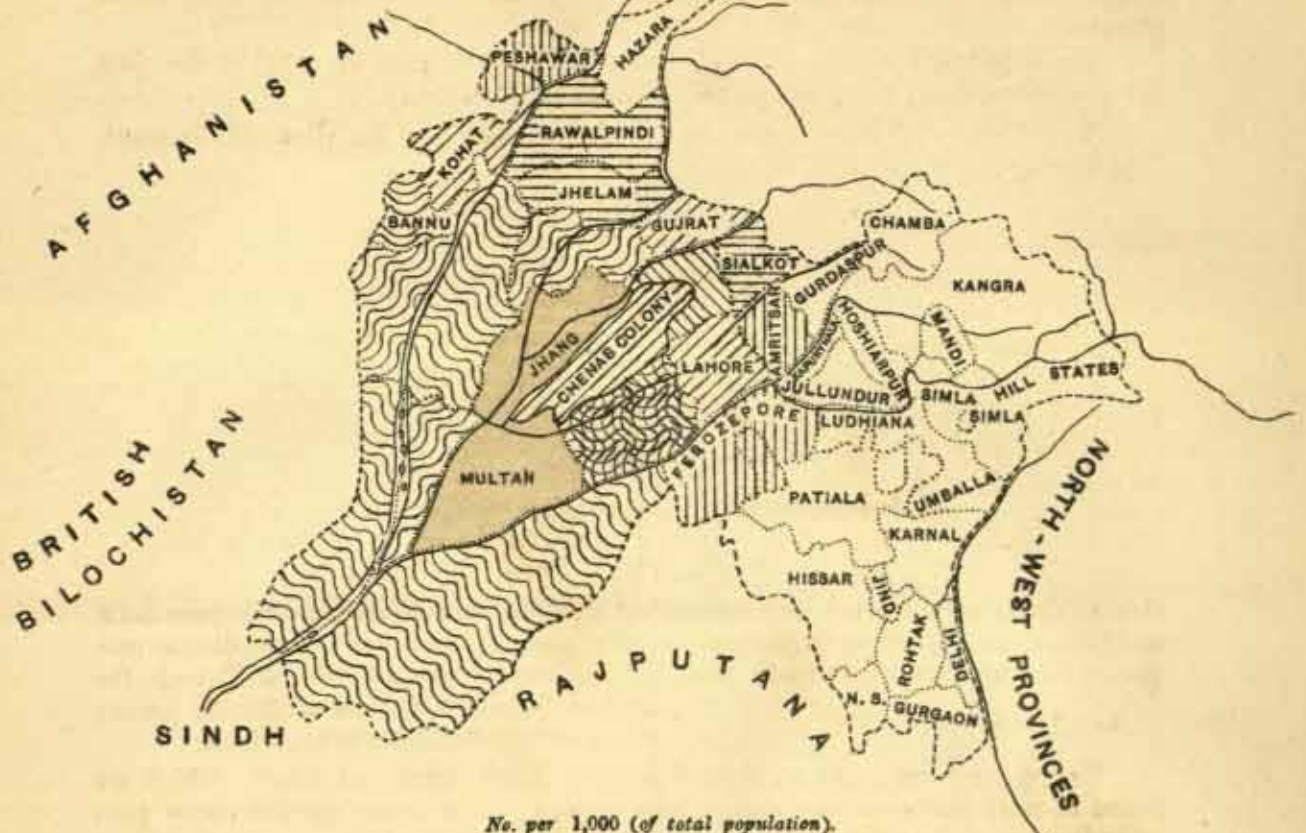 AFGHANISTAN
PESHAWAR
HAZARA
RAWALPINDI
KOHAT
JHELAM
BANNU
GUJRAT
SIALKOT
CHAMBA
GURDASPUR
KANGRA
JHANG
CHENAB COLONY
LAHORE
AMRITSAR
HOSHIARPUR
MANDI
JULLUNDUR
SIMLA HILL STATES
SIMLA
FEROZEPORE
LUDHIANA
MULTAN
PATIALA
UMBALLA
KARNAL
HISSAR
JIND
ROHTAK
DELHI
N. S. GURGAON
BRITISH
BILOCHISTAN
NORTH-WEST PROVINCES
RAJPUTANA
SINDH
No. per 1,000 (of total population).